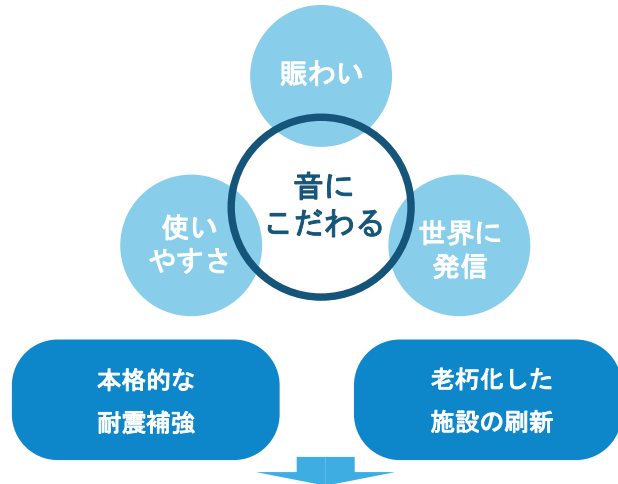 賑わい
音に
こだわる
使い
やすさ
世界に
発信
本格的な
耐震補強
老朽化した
施設の刷新